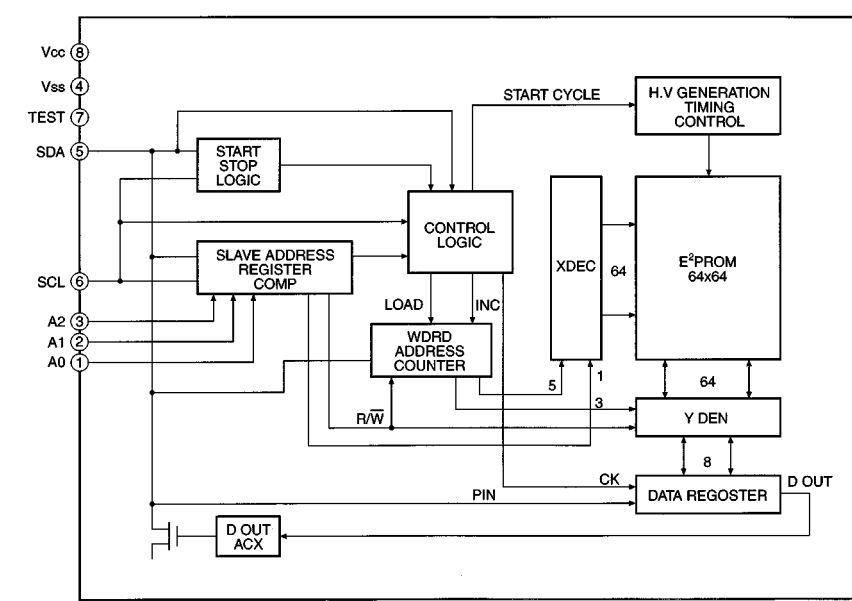 Vcc 8
Vss 4
TEST 7
SDA 5
SCL 6
A2 3
A1 2
A0 1
START
STOP
LOGIC
SLAVE ADDRESS
REGISTER
COMP
CONTROL
LOGIC
START CYCLE
H.V GENERATION
TIMING
CONTROL
XDEC
64
E²PROM
64x64
LOAD
INC
WDRD
ADDRESS
COUNTER
R/W̅
5
1
3
64
Y DEN
8
CK
PIN
DATA REGOSTER
D OUT
D OUT
ACX